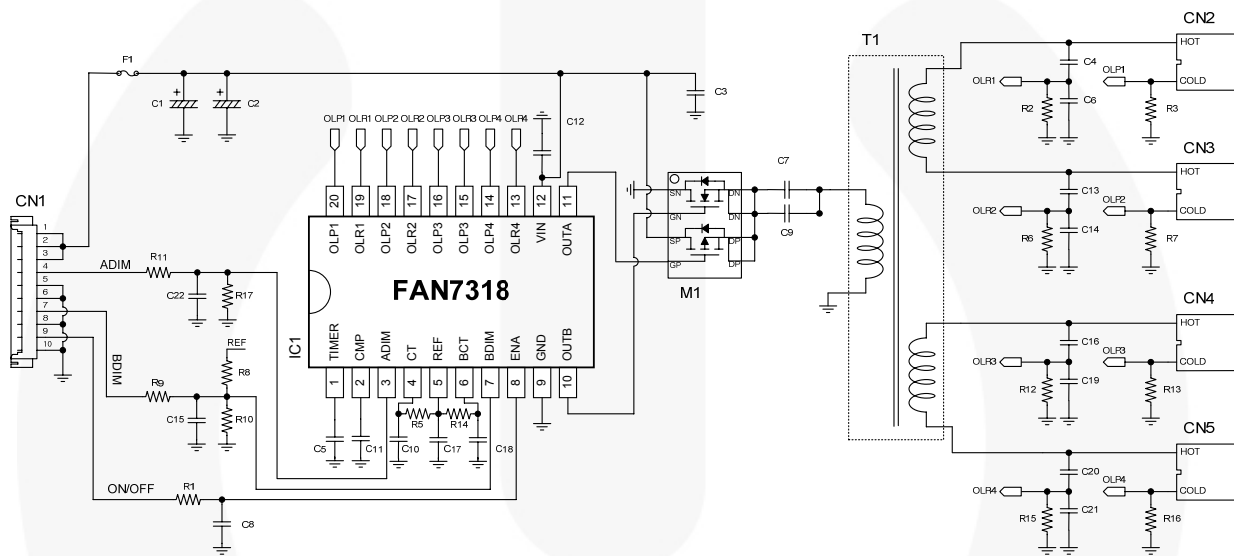 F1
C1
C2
C3
C12
OLP1 OLR1 OLP2 OLR2 OLP3 OLR3 OLP4 OLR4
20 19 18 17 16 15 14 13 12 11
OLP1 OLR1 OLP2 OLR2 OLP3 OLP3 OLP4 OLR4 VIN OUTA
FAN7318
IC1
TIMER CMP ADIM CT REF BCT BDIM ENA GND OUTB
1 2 3 4 5 6 7 8 9 10
CN1
1
2
3
4
5
6
7
8
9
10
ADIM
R11
C22
R17
REF
R8
BDIM
R9
C15
R10
C5
C11
C10
R5
C17
R14
C18
ON/OFF
R1
C8
SN DN
GN DN
SP DP
GP DP
M1
C7
C9
T1
CN2
HOT
C4
OLR1
OLP1
COLD
R2
C6
R3
CN3
HOT
C13
OLR2
OLP2
COLD
R6
C14
R7
CN4
HOT
C16
OLR3
OLP3
COLD
R12
C19
R13
CN5
HOT
C20
OLR4
OLP4
COLD
R15
C21
R16